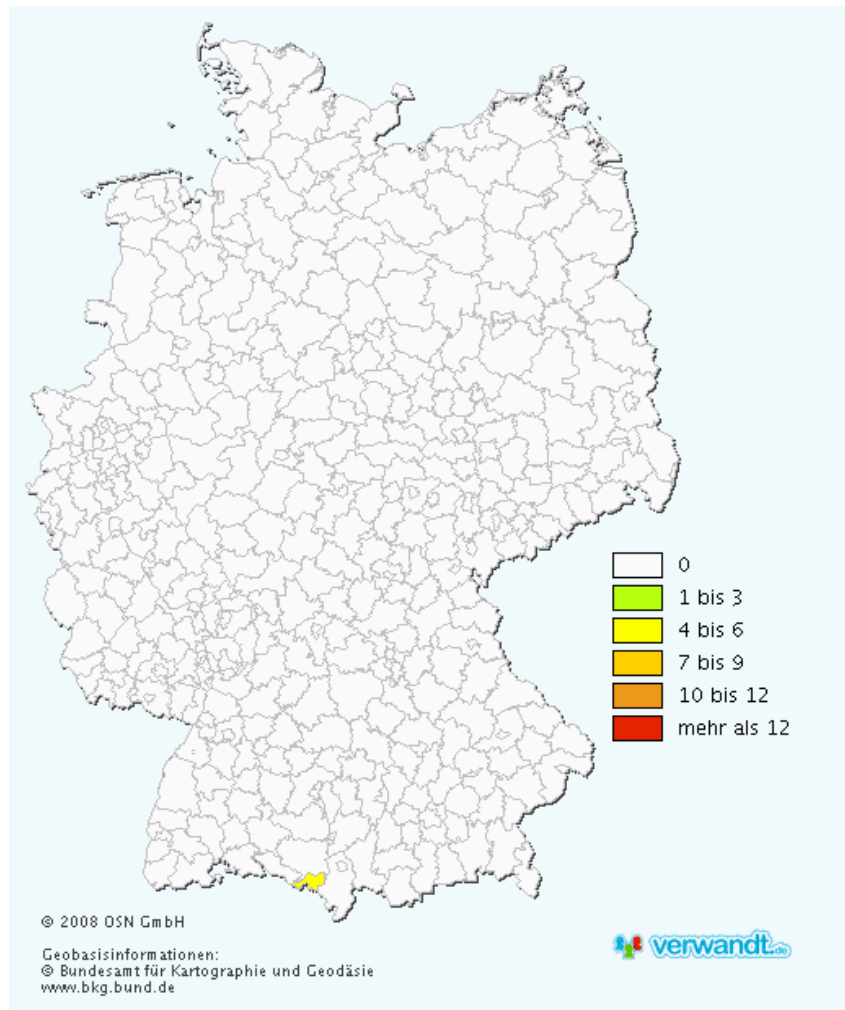 0
1 bis 3
4 bis 6
7 bis 9
10 bis 12
mehr als 12
© 2008 OSN GmbH
Geobasisinformationen:
© Bundesamt für Kartographie und Geodäsie
www.bkg.bund.de
verwandt.de